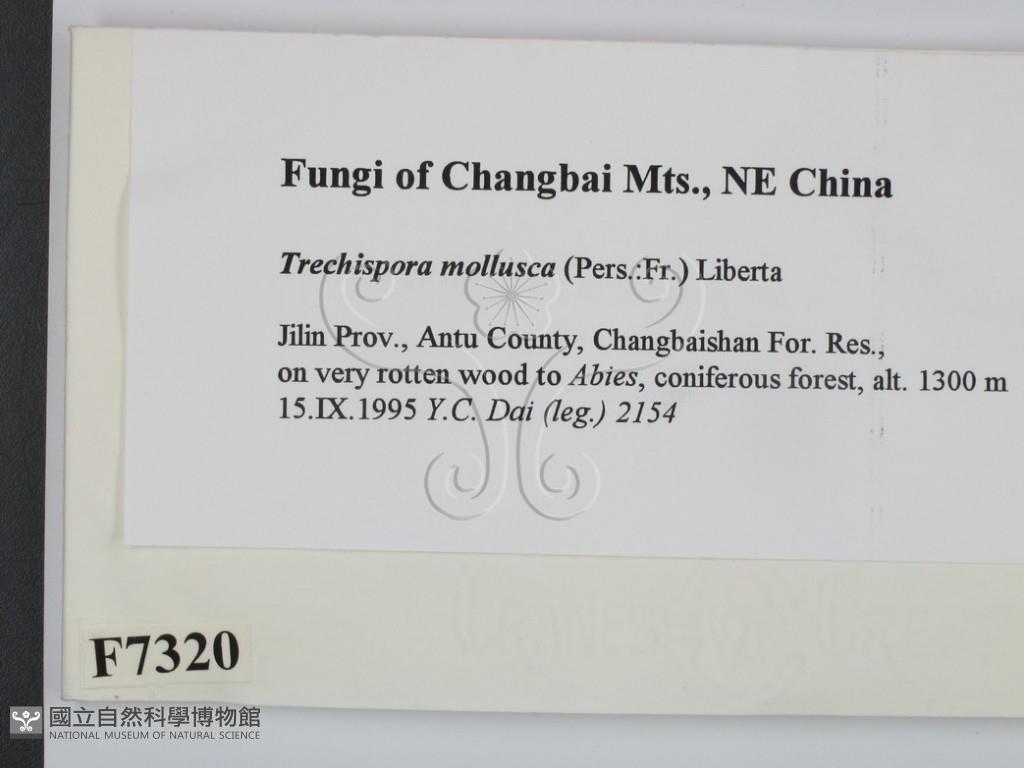 Fungi of Changbai Mts., NE China
Trechispora mollusca (Pers.:Fr.) Liberta
Jilin Prov., Antu County, Changbaishan For. Res.,
on very rotten wood to Abies, coniferous forest, alt. 1300 m
15.IX.1995 Y.C. Dai (leg.) 2154
F7320
國立自然科學博物館
NATIONAL MUSEUM OF NATURAL SCIENCE